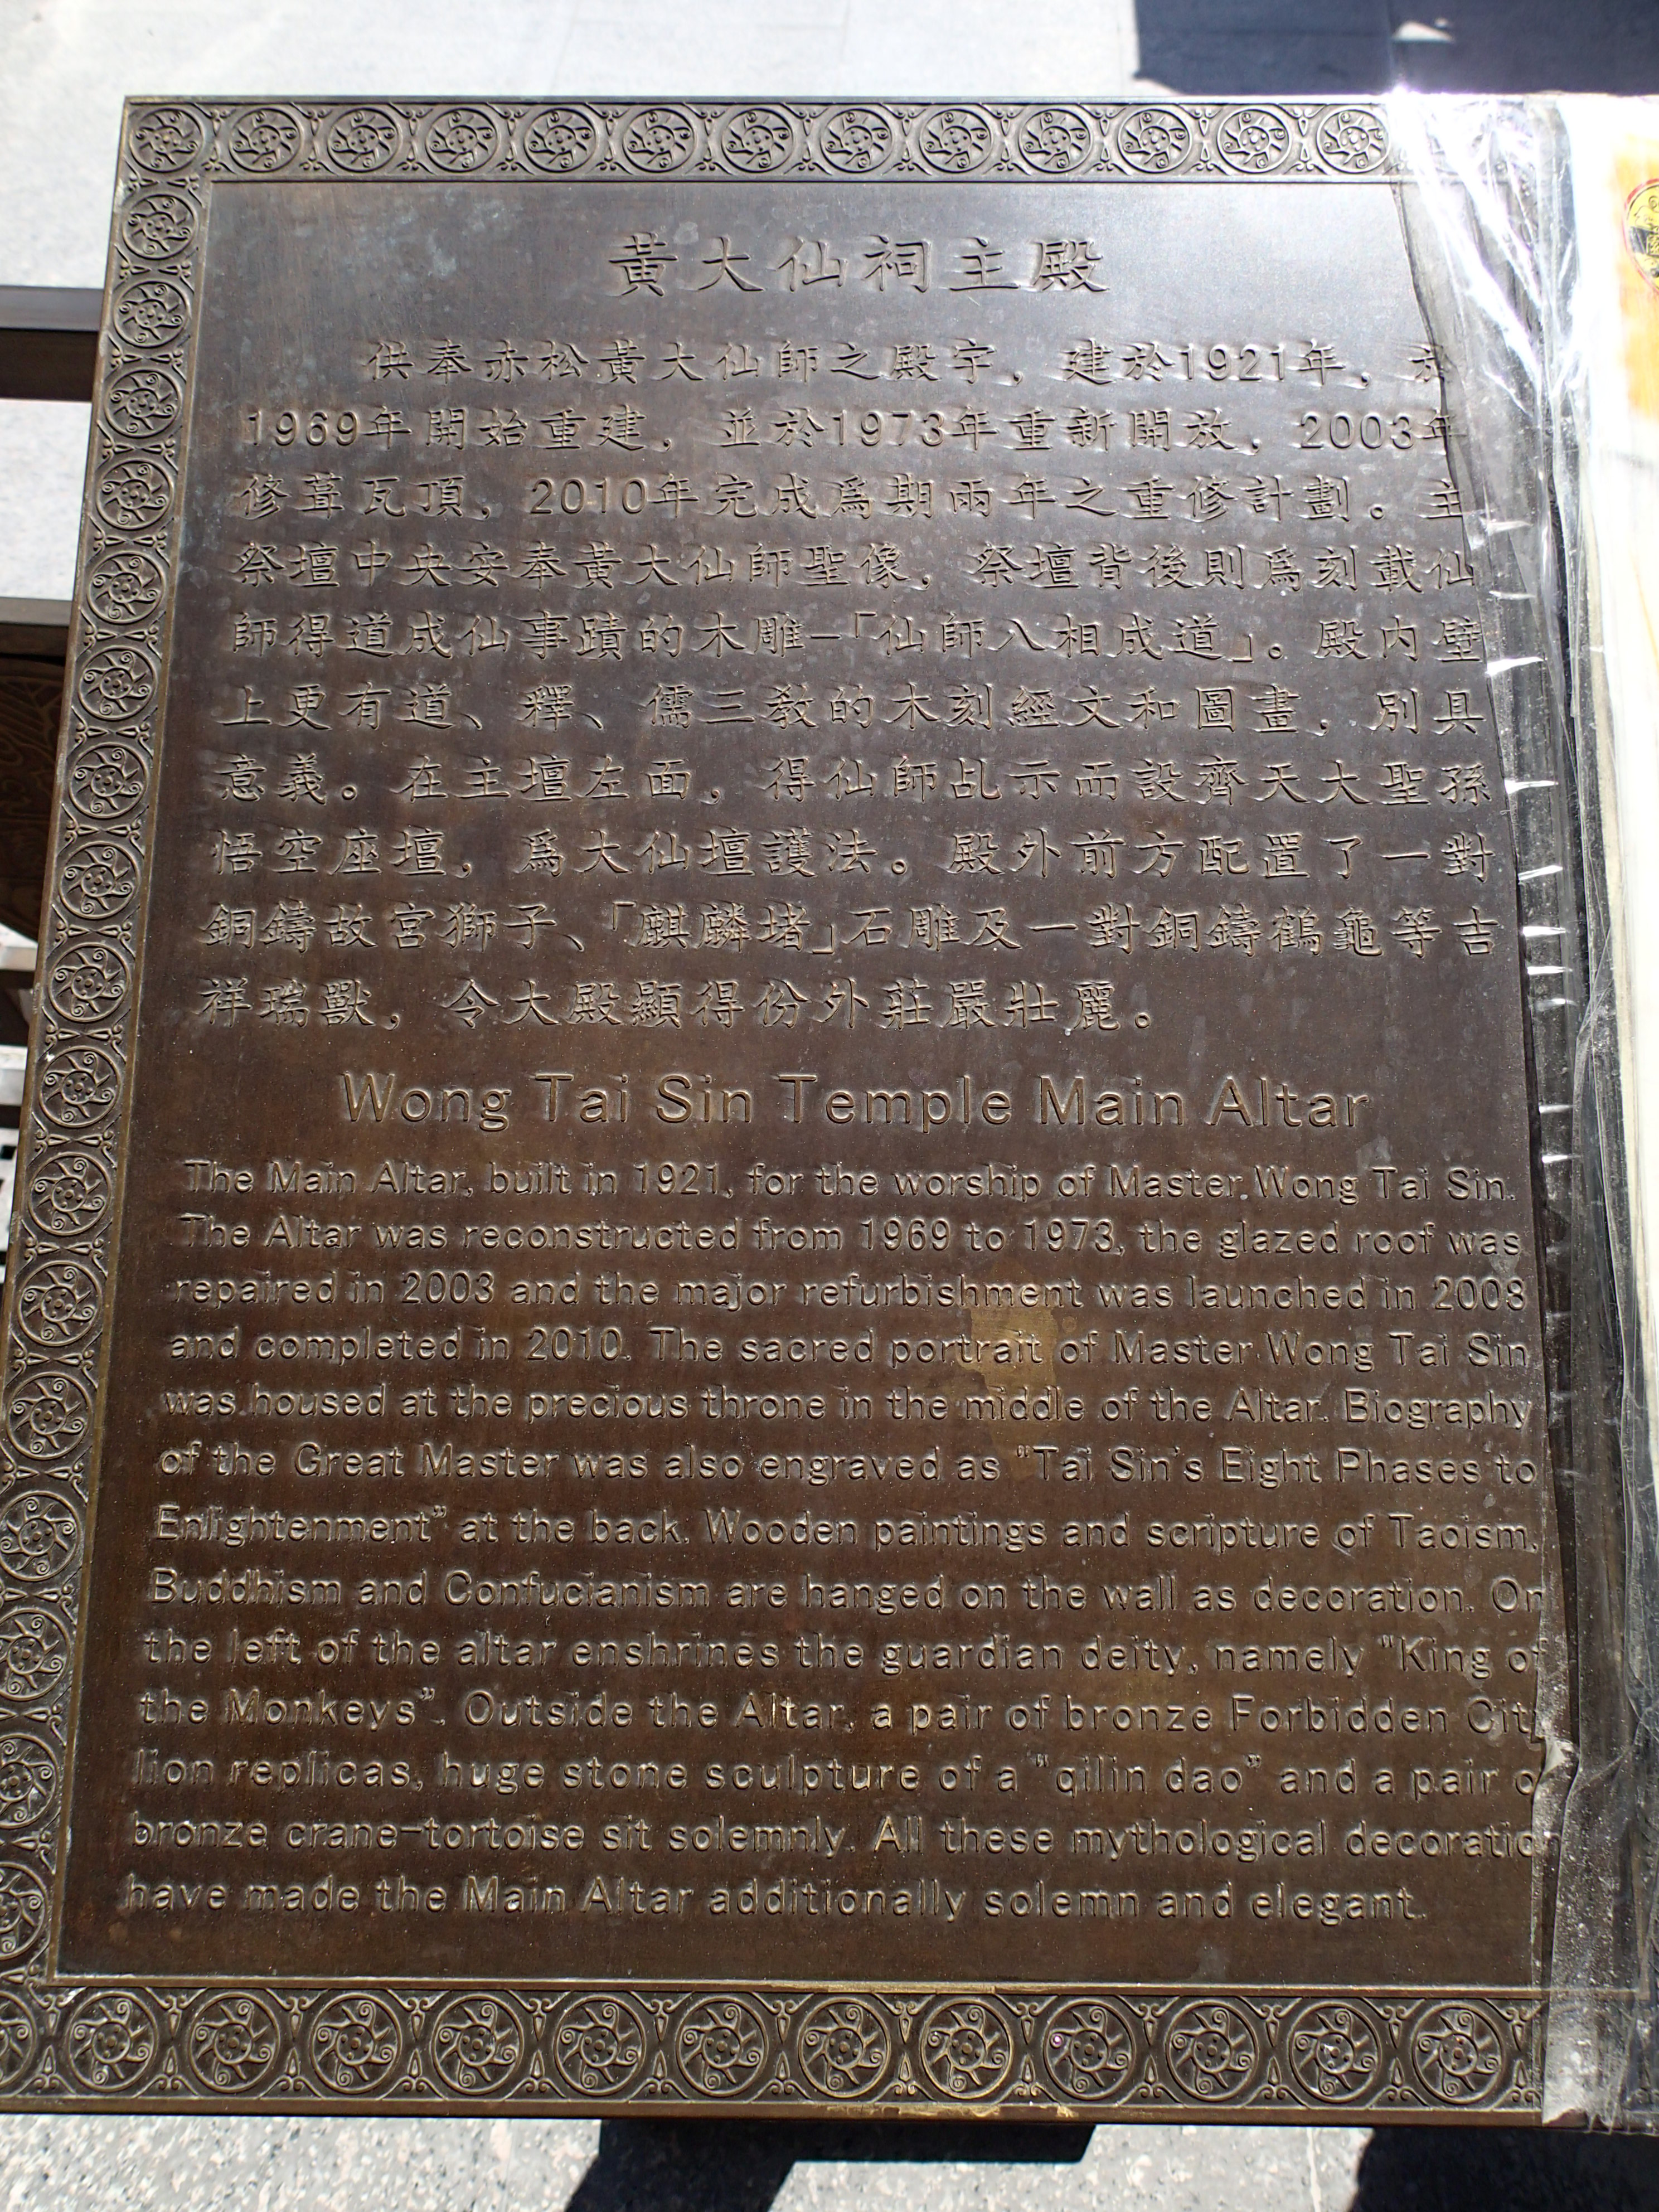 黃大仙祠主殿
供奉赤松黃大仙師之殿宇，建於1921年，於
1969年開始重建，並於1973年重新開放，2003年
修葺瓦頂，2010年完成爲期兩年之重修計劃。主
祭壇中央安奉黃大仙師聖像，祭壇背後則爲刻載仙
師得道成仙事蹟的木雕—「仙師八相成道」。殿內壁
上更有道、釋、儒三教的木刻經文和圖畫，別具
意義。在主壇左面，得仙師乩示而設齊天大聖孫
悟空座壇，爲大仙壇護法。殿外前方配置了一對
銅鑄故宮獅子、「麒麟堵」石雕及一對銅鑄鶴龜等吉
祥瑞獸，令大殿顯得份外莊嚴壯麗。
Wong Tai Sin Temple Main Altar
The Main Altar, built in 1921, for the worship of Master Wong Tai Sin.
The Altar was reconstructed from 1969 to 1973, the glazed roof was
repaired in 2003 and the major refurbishment was launched in 2008
and completed in 2010. The sacred portrait of Master Wong Tai Sin
was housed at the precious throne in the middle of the Altar. Biography
of the Great Master was also engraved as "Tai Sin's Eight Phases to
Enlightenment" at the back. Wooden paintings and scripture of Taoism,
Buddhism and Confucianism are hanged on the wall as decoration. On
the left of the altar enshrines the guardian deity, namely "King of
the Monkeys". Outside the Altar, a pair of bronze Forbidden City
lion replicas, huge stone sculpture of a "qilin dao" and a pair o
bronze crane-tortoise sit solemnly. All these mythological decoratio
have made the Main Altar additionally solemn and elegant.